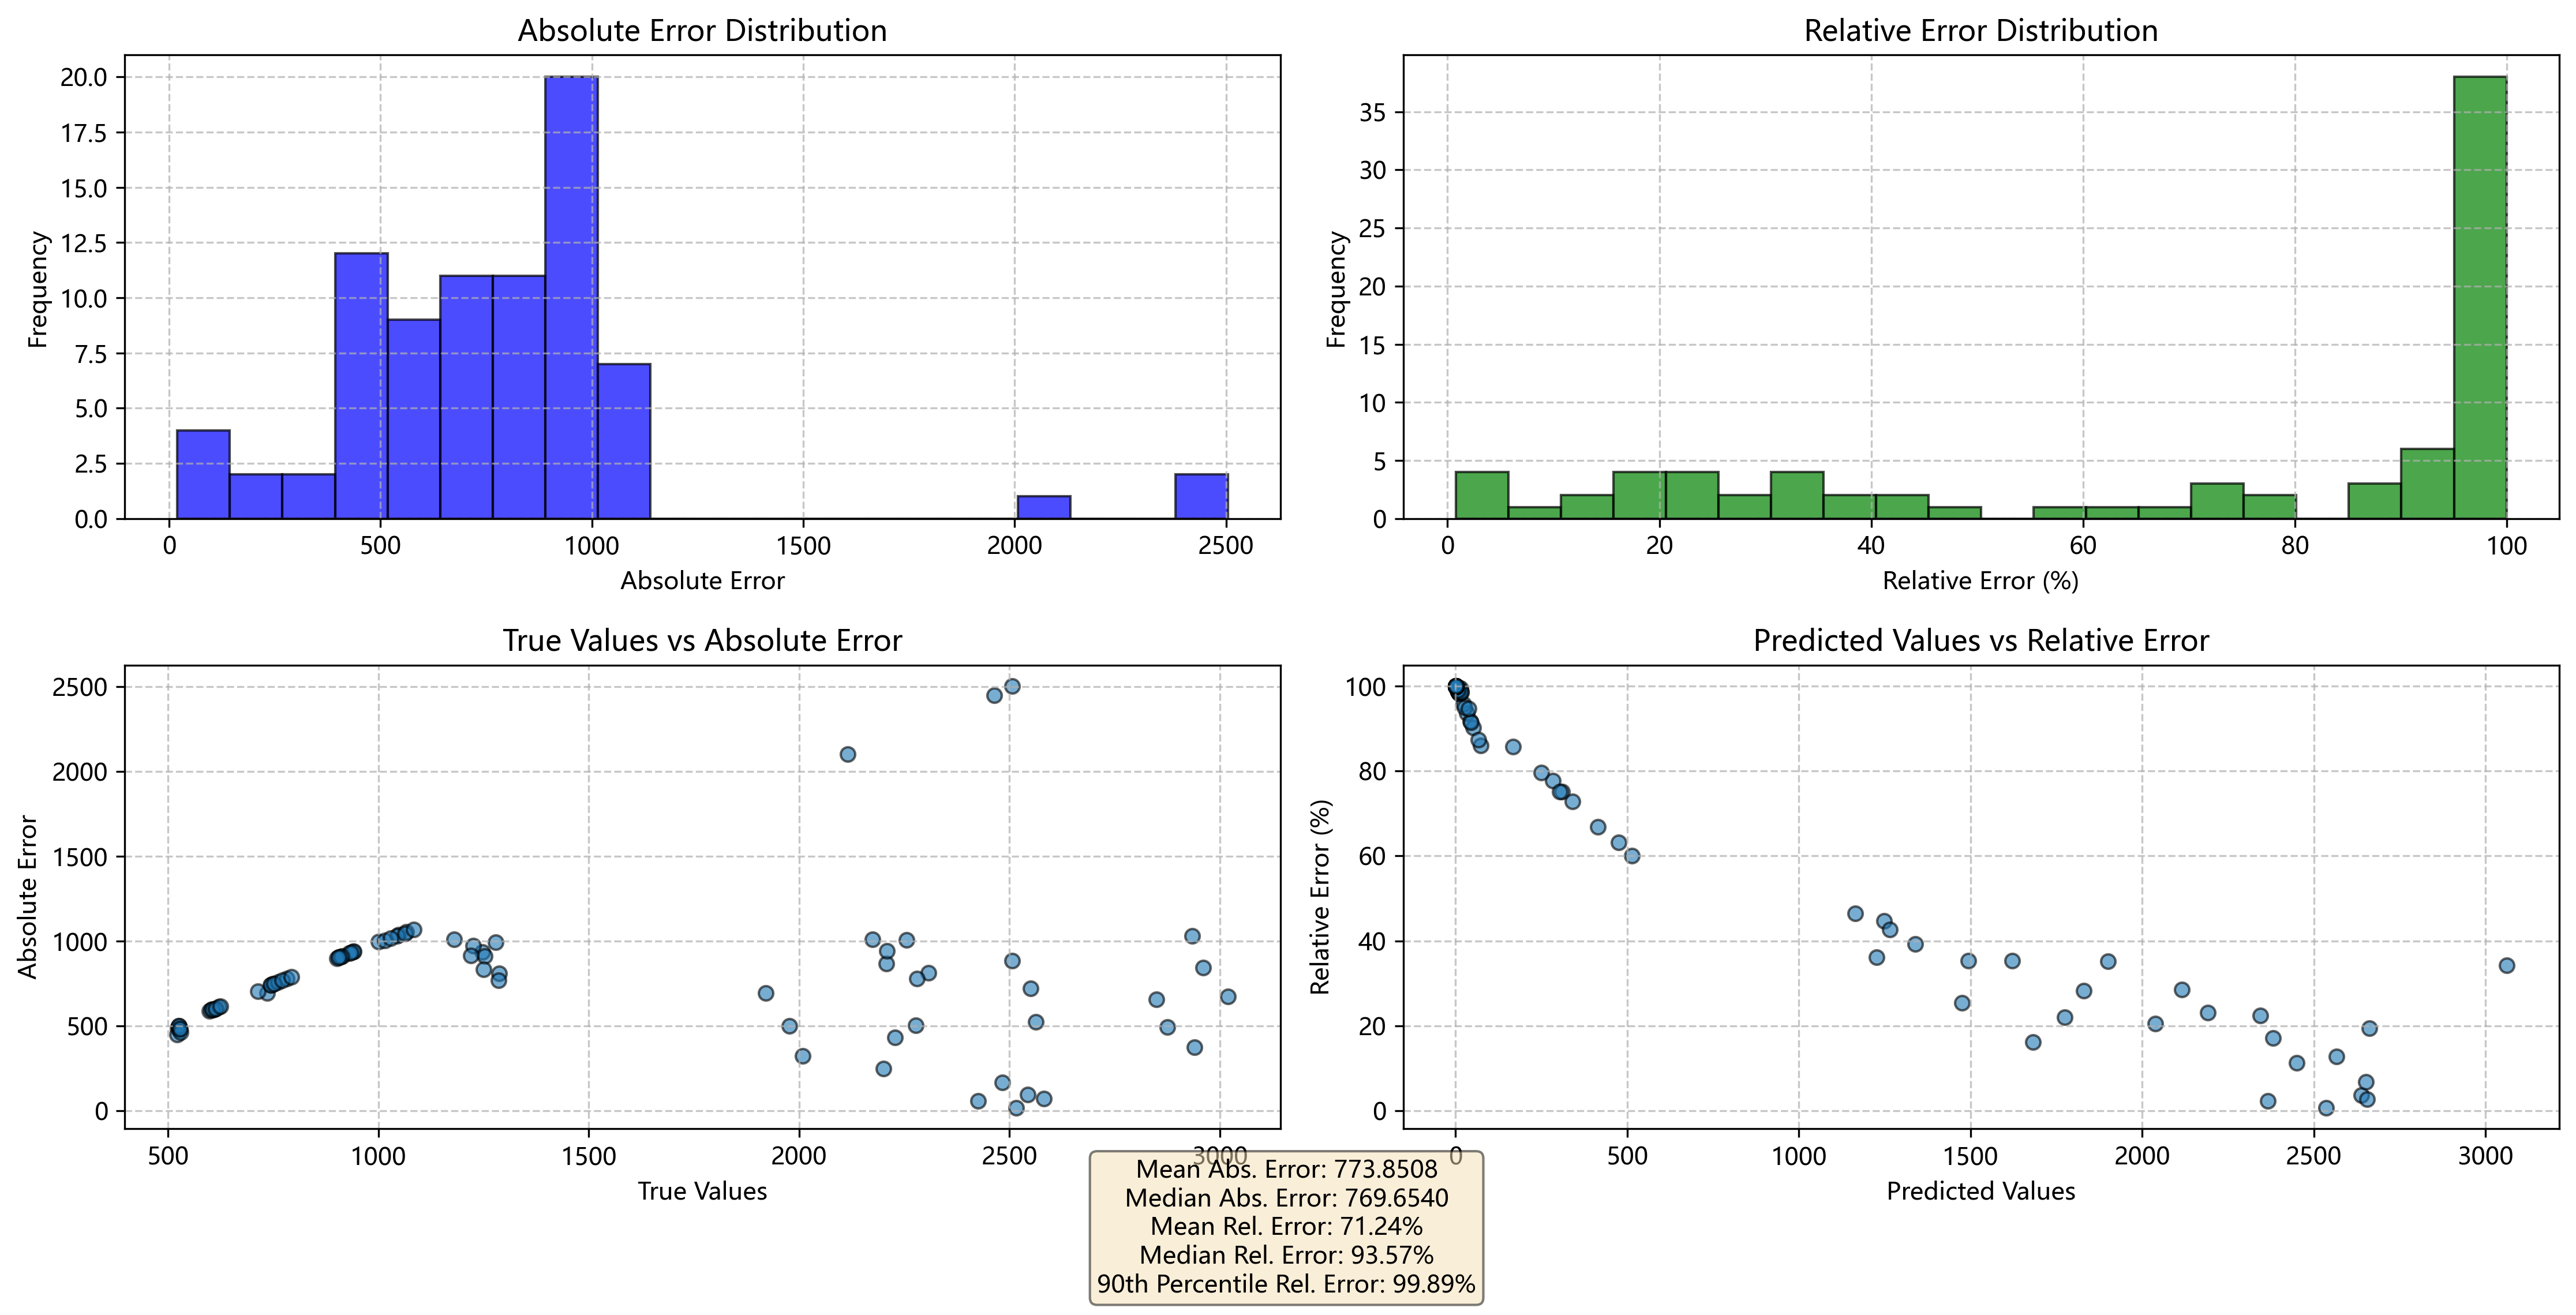 Absolute Error Distribution
Frequency
20.0
17.5
15.0
12.5
10.0
7.5
5.0
2.5
0.0
0 500 1000 1500 2000 2500
Absolute Error
Relative Error Distribution
Frequency
35
30
25
20
15
10
5
0
0 20 40 60 80 100
Relative Error (%)
True Values vs Absolute Error
Absolute Error
2500
2000
1500
1000
500
0
500 1000 1500 2000 2500 3000
True Values
Predicted Values vs Relative Error
Relative Error (%)
100
80
60
40
20
0
0 500 1000 1500 2000 2500 3000
Predicted Values
Mean Abs. Error: 773.8508
Median Abs. Error: 769.6540
Mean Rel. Error: 71.24%
Median Rel. Error: 93.57%
90th Percentile Rel. Error: 99.89%